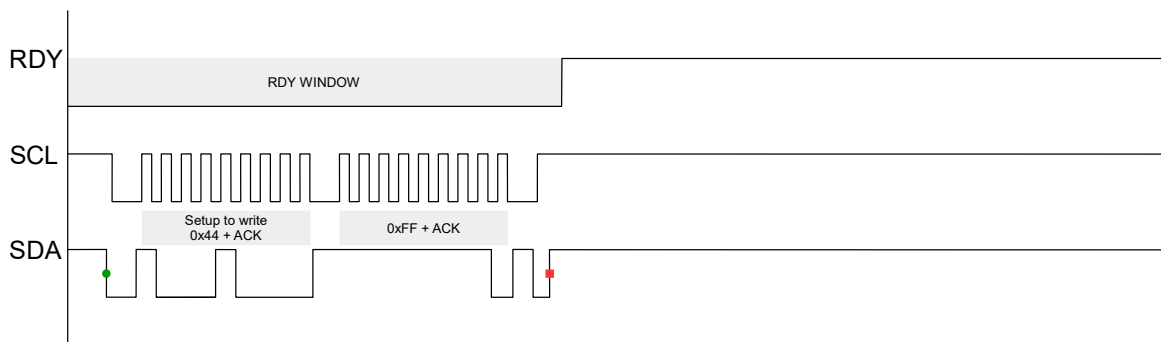 RDY
RDY WINDOW
SCL
Setup to write
0x44 + ACK
0xFF + ACK
SDA